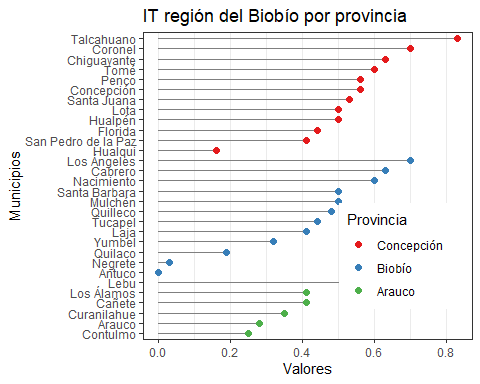 IT región del Biobío por provincia
Municipios
Talcahuano
Coronel
Chiguayante
Tomé
Penco
Concepción
Santa Juana
Lota
Hualpén
Florida
San Pedro de la Paz
Hualqui
Los Ángeles
Cabrero
Nacimiento
Santa Bárbara
Mulchén
Quilleco
Tucapel
Laja
Yumbel
Quilaco
Negrete
Antuco
Lebu
Los Álamos
Cañete
Curanilahue
Arauco
Contulmo
Provincia
Concepción
Biobío
Arauco
0.0 0.2 0.4 0.6 0.8
Valores